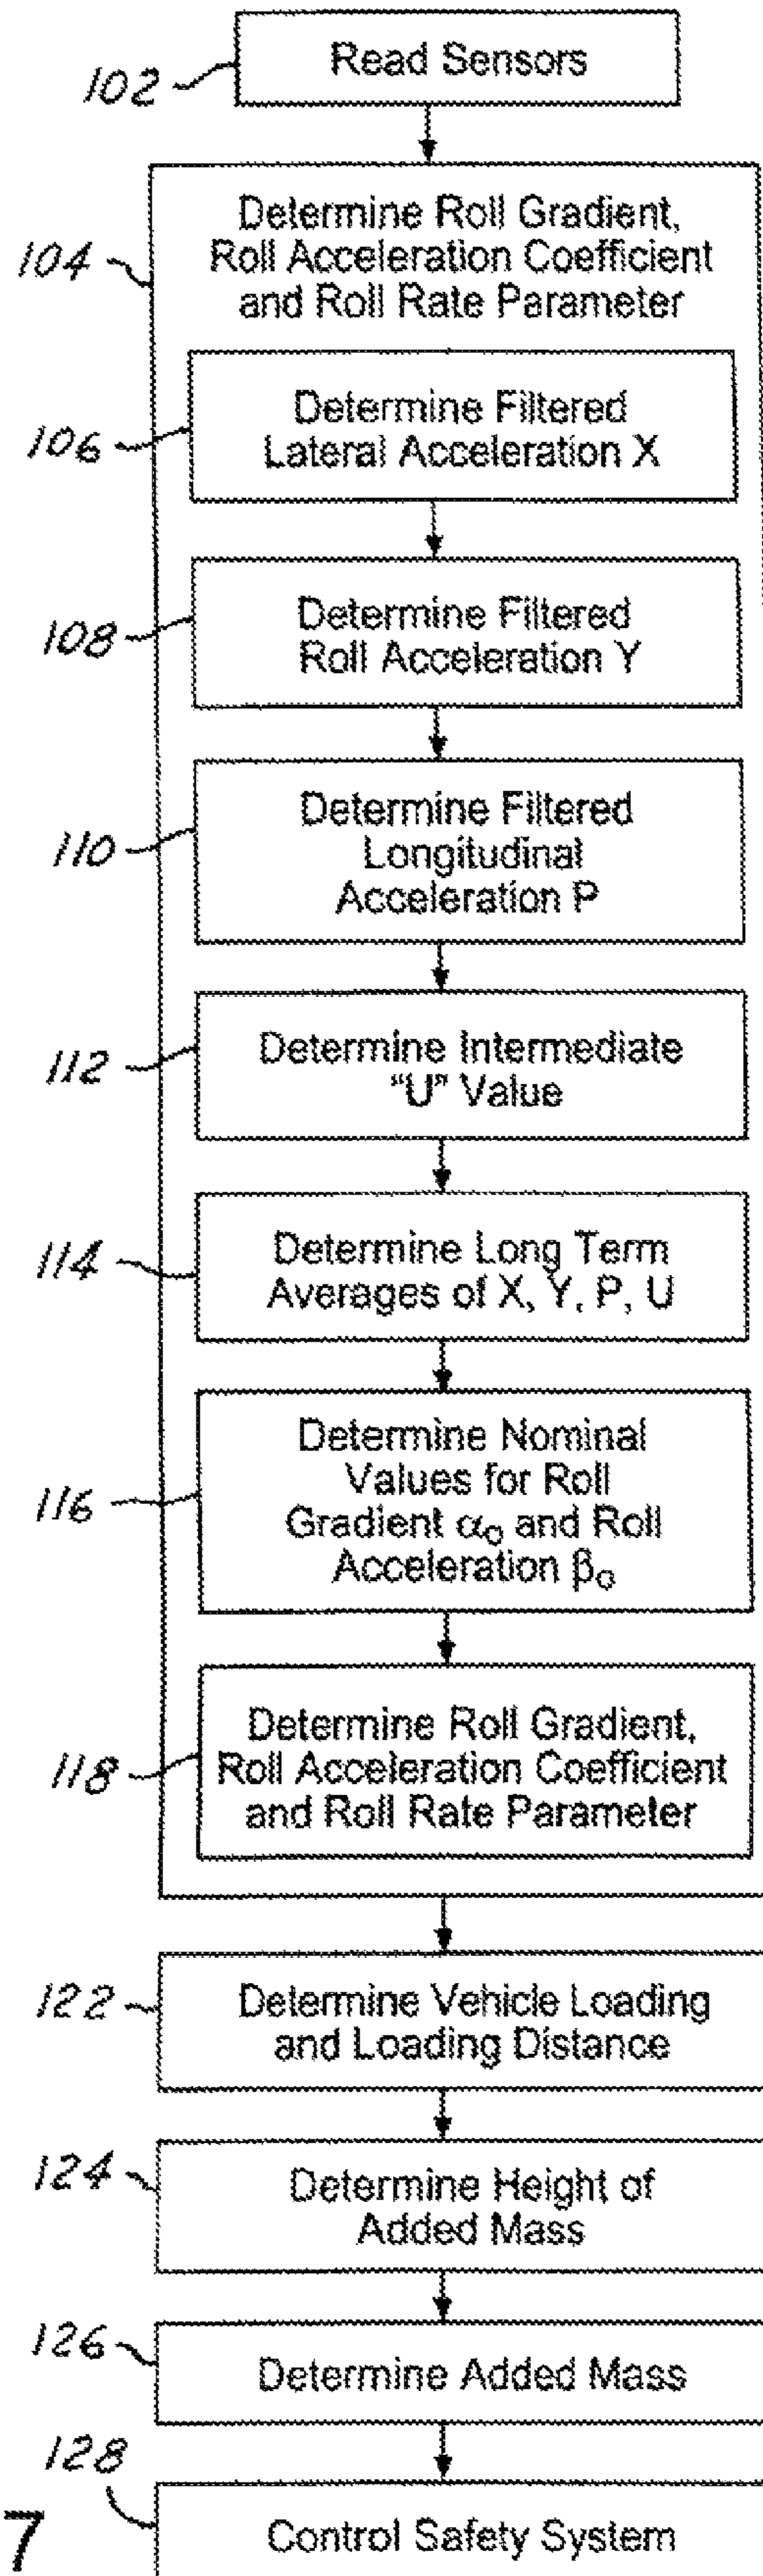 102
Read Sensors
104
Determine Roll Gradient,
Roll Acceleration Coefficient
and Roll Rate Parameter
106
Determine Filtered
Lateral Acceleration X
108
Determine Filtered
Roll Acceleration Y
110
Determine Filtered
Longitudinal
Acceleration P
112
Determine Intermediate
“U” Value
114
Determine Long Term
Averages of X, Y, P, U
116
Determine Nominal
Values for Roll
Gradient α₀ and Roll
Acceleration β₀
118
Determine Roll Gradient,
Roll Acceleration Coefficient
and Roll Rate Parameter
122
Determine Vehicle Loading
and Loading Distance
124
Determine Height of
Added Mass
126
Determine Added Mass
128
Control Safety System
7